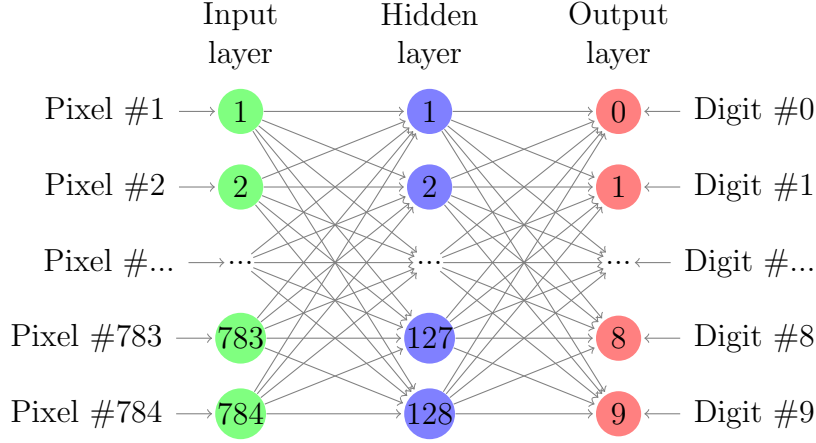 Input Hidden Output
layer layer layer
Pixel #1 1 1 0 Digit #0
Pixel #2 2 2 1 Digit #1
Pixel #... ... ... ... Digit #...
Pixel #783 783 127 8 Digit #8
Pixel #784 784 128 9 Digit #9